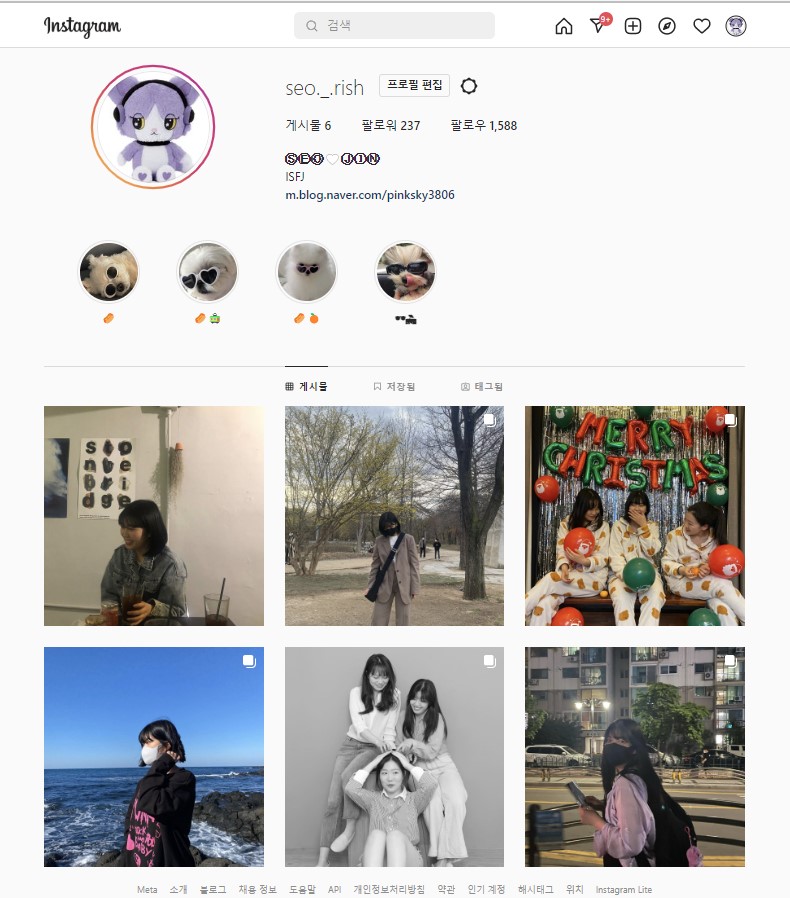 Instagram
검색
9+
seo._.rish 프로필 편집
게시물 6 팔로워 237 팔로우 1,588
ⓈⒺⓄ♡ⒿⒾⓃ
ISFJ
m.blog.naver.com/pinksky3806
게시물 저장됨 태그됨
MERRY
CHRISTMAS
Meta 소개 블로그 채용 정보 도움말 API 개인정보처리방침 약관 인기 계정 해시태그 위치 Instagram Lite